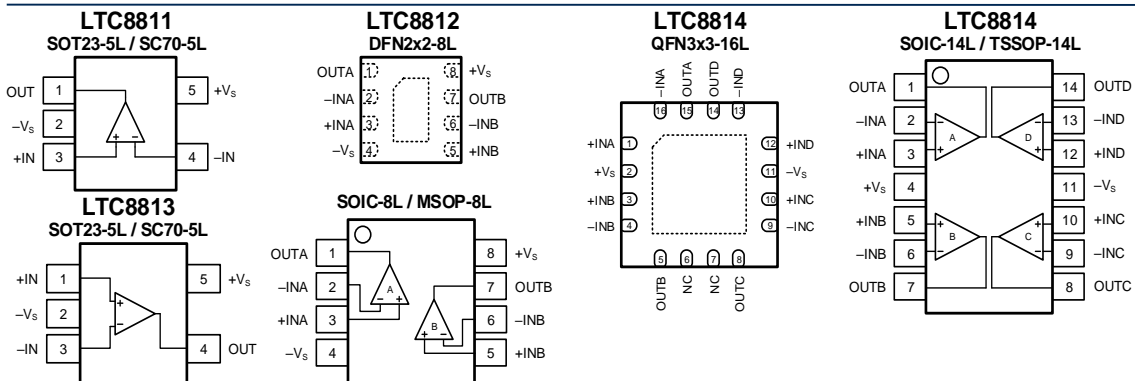 LTC8811
SOT23-5L / SC70-5L
OUT 1 5 +VS
–VS 2
+IN 3 4 –IN
+ –
LTC8813
SOT23-5L / SC70-5L
+IN 1 5 +VS
–VS 2
–IN 3 4 OUT
+
–
LTC8812
DFN2x2-8L
OUTA 1 8 +VS
–INA 2 7 OUTB
+INA 3 6 –INB
–VS 4 5 +INB
SOIC-8L / MSOP-8L
OUTA 1 8 +VS
–INA 2 A 7 OUTB
– +
+INA 3 B 6 –INB
+ –
–VS 4 5 +INB
LTC8814
QFN3x3-16L
–INA OUTA OUTD –IND
16 15 14 13
+INA 1 12 +IND
+VS 2 11 –VS
+INB 3 10 +INC
–INB 4 9 –INC
5 6 7 8
OUTB NC NC OUTC
LTC8814
SOIC-14L / TSSOP-14L
OUTA 1 14 OUTD
–INA 2 – A D – 13 –IND
+INA 3 + + 12 +IND
+VS 4 11 –VS
+INB 5 + B C + 10 +INC
–INB 6 – – 9 –INC
OUTB 7 8 OUTC